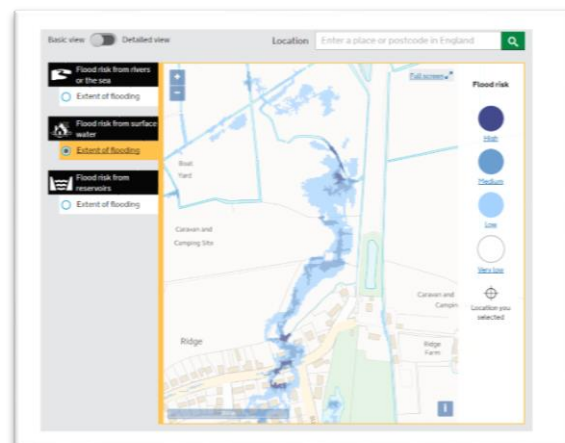 Basic view
Detailed view
Location
Enter a place or postcode in England
Flood risk from rivers
or the sea
Extent of flooding
Flood risk from surface
water
Extent of flooding
Flood risk from
reservoirs
Extent of flooding
+
−
Full screen
Boat
Yard
Caravan and
Camping Site
Ridge
Caravan and
Campin
Ridge
Farm
i
Flood risk
High
Medium
Low
Very low
Location you
selected